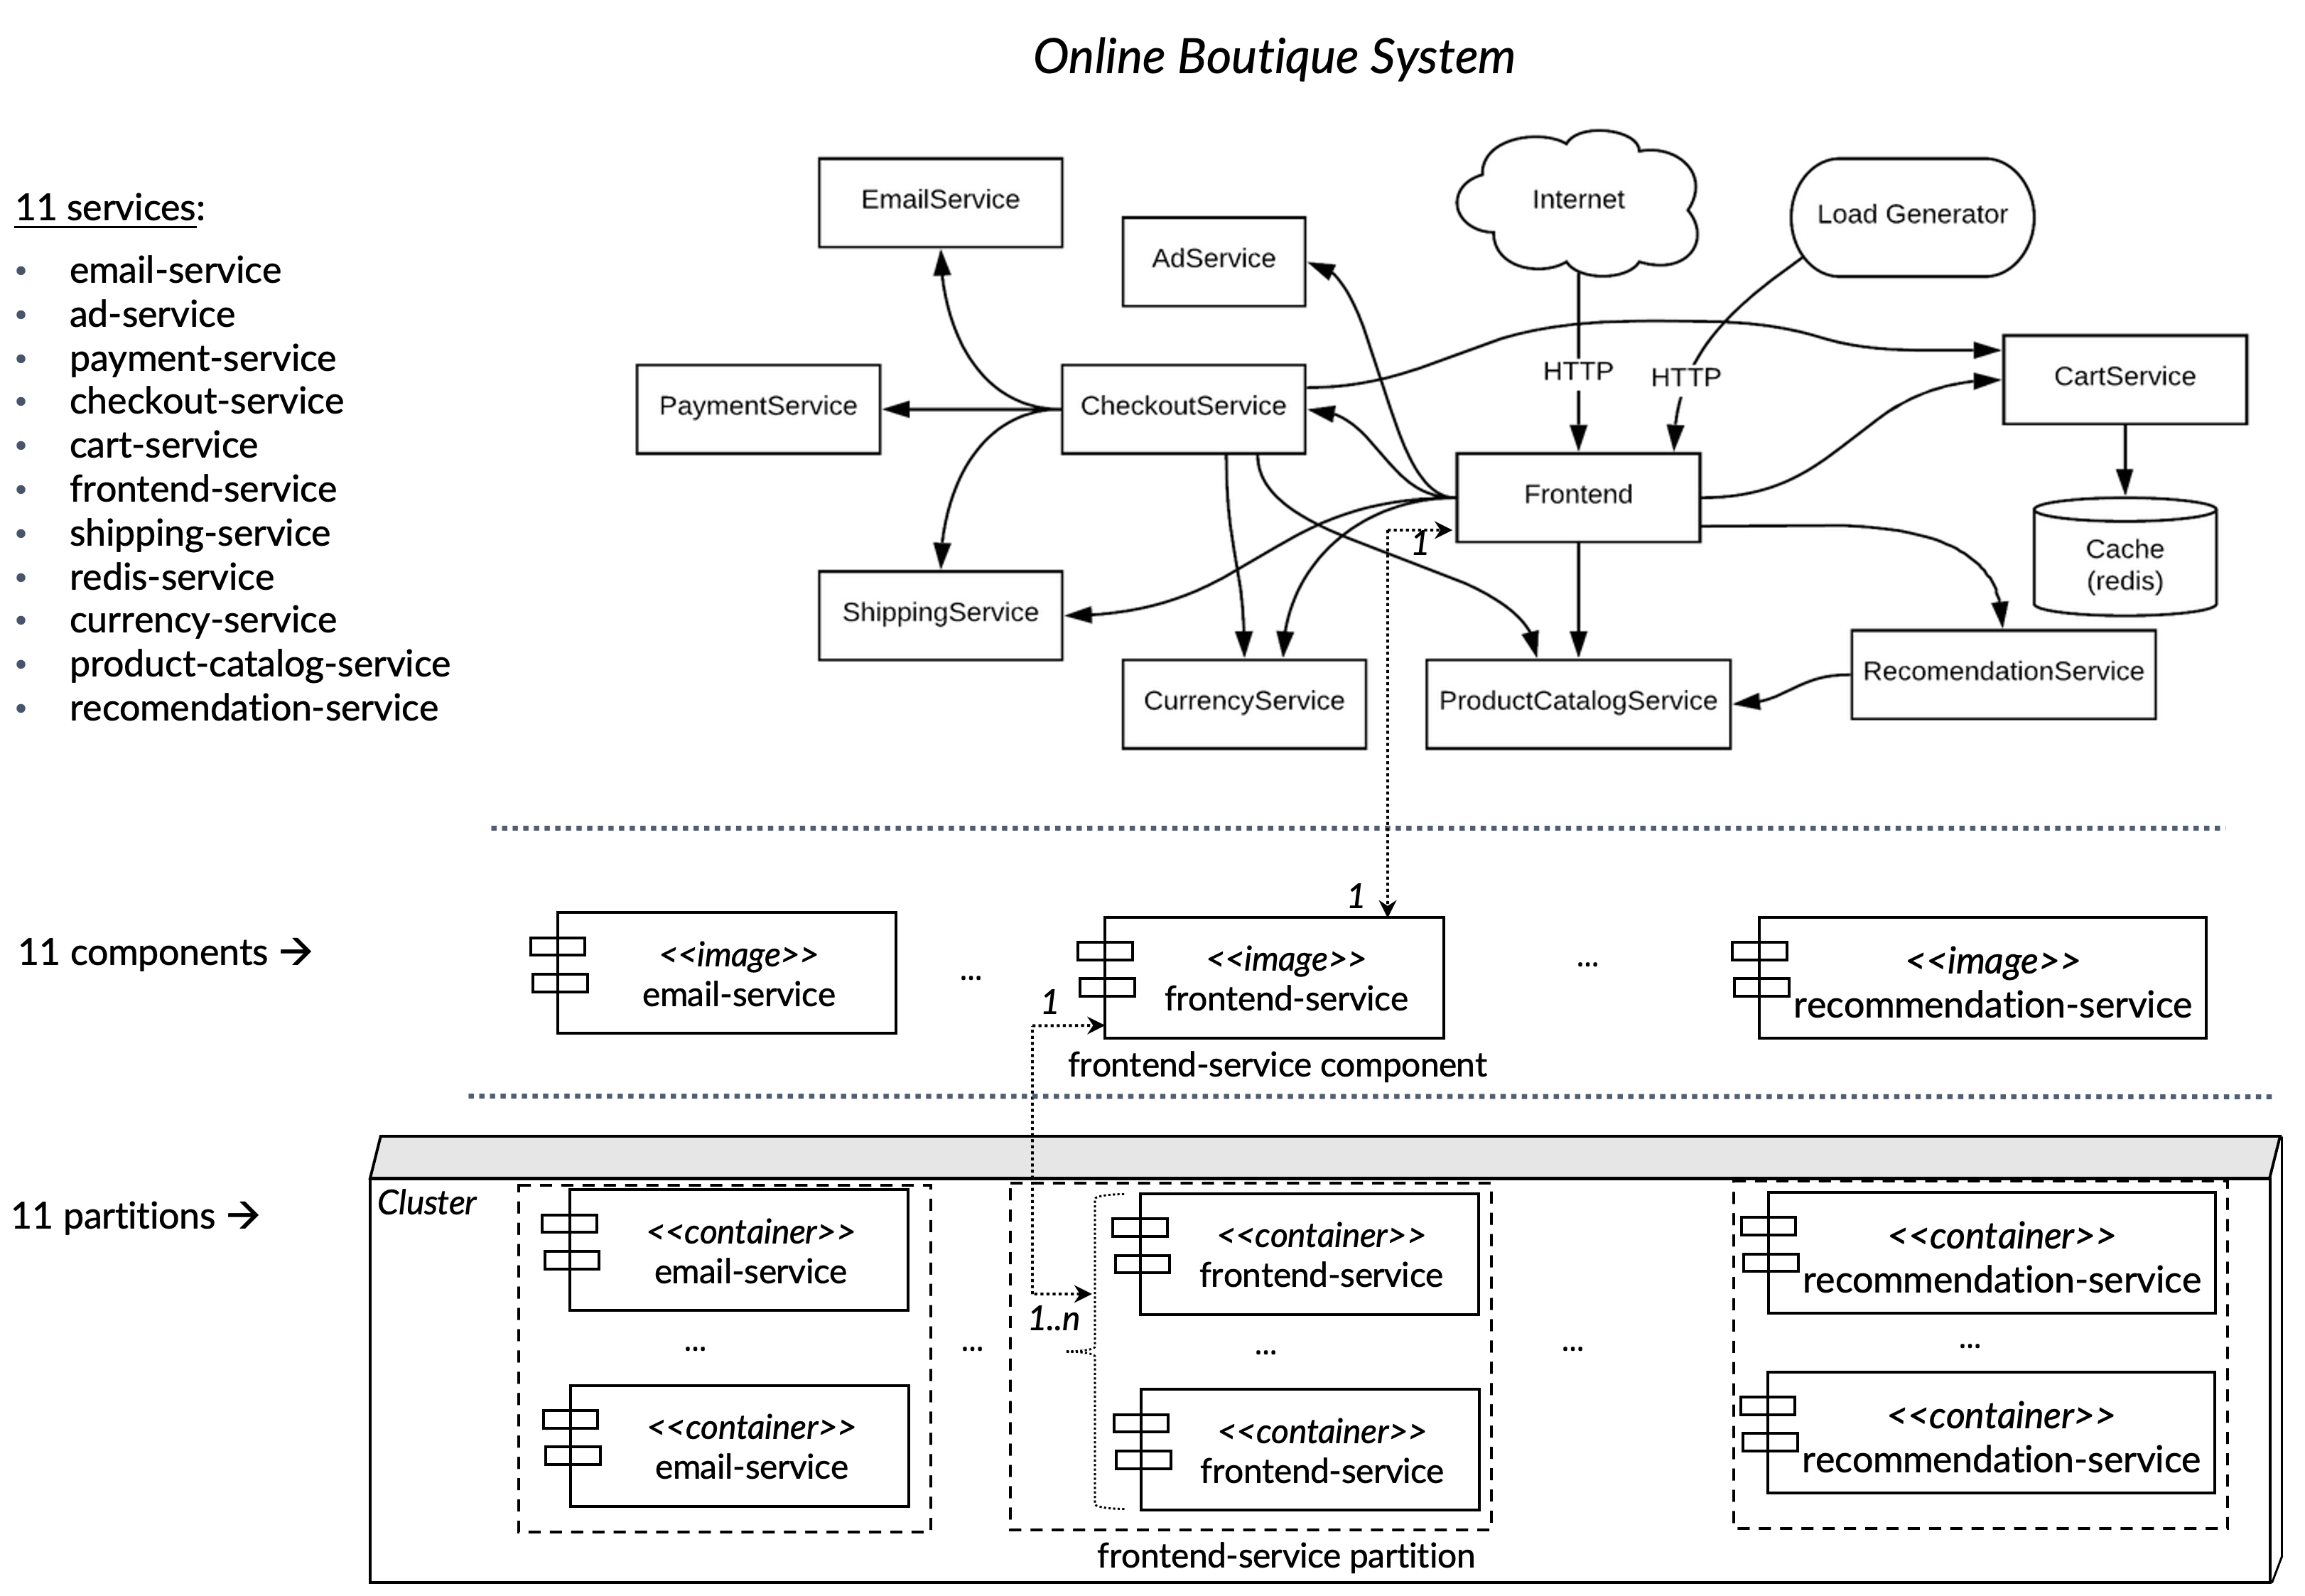 Online Boutique System
11 services:
• email-service
• ad-service
• payment-service
• checkout-service
• cart-service
• frontend-service
• shipping-service
• redis-service
• currency-service
• product-catalog-service
• recomendation-service
EmailService
AdService
Internet
Load Generator
HTTP
HTTP
PaymentService
CheckoutService
CartService
Frontend
1
Cache
(redis)
ShippingService
CurrencyService
ProductCatalogService
RecomendationService
1
11 components →
<<image>>
email-service
...
<<image>>
frontend-service
1
frontend-service component
...
<<image>>
recommendation-service
11 partitions →
Cluster
<<container>>
email-service
...
<<container>>
email-service
...
1..n
<<container>>
frontend-service
...
<<container>>
frontend-service
frontend-service partition
...
<<container>>
recommendation-service
...
<<container>>
recommendation-service